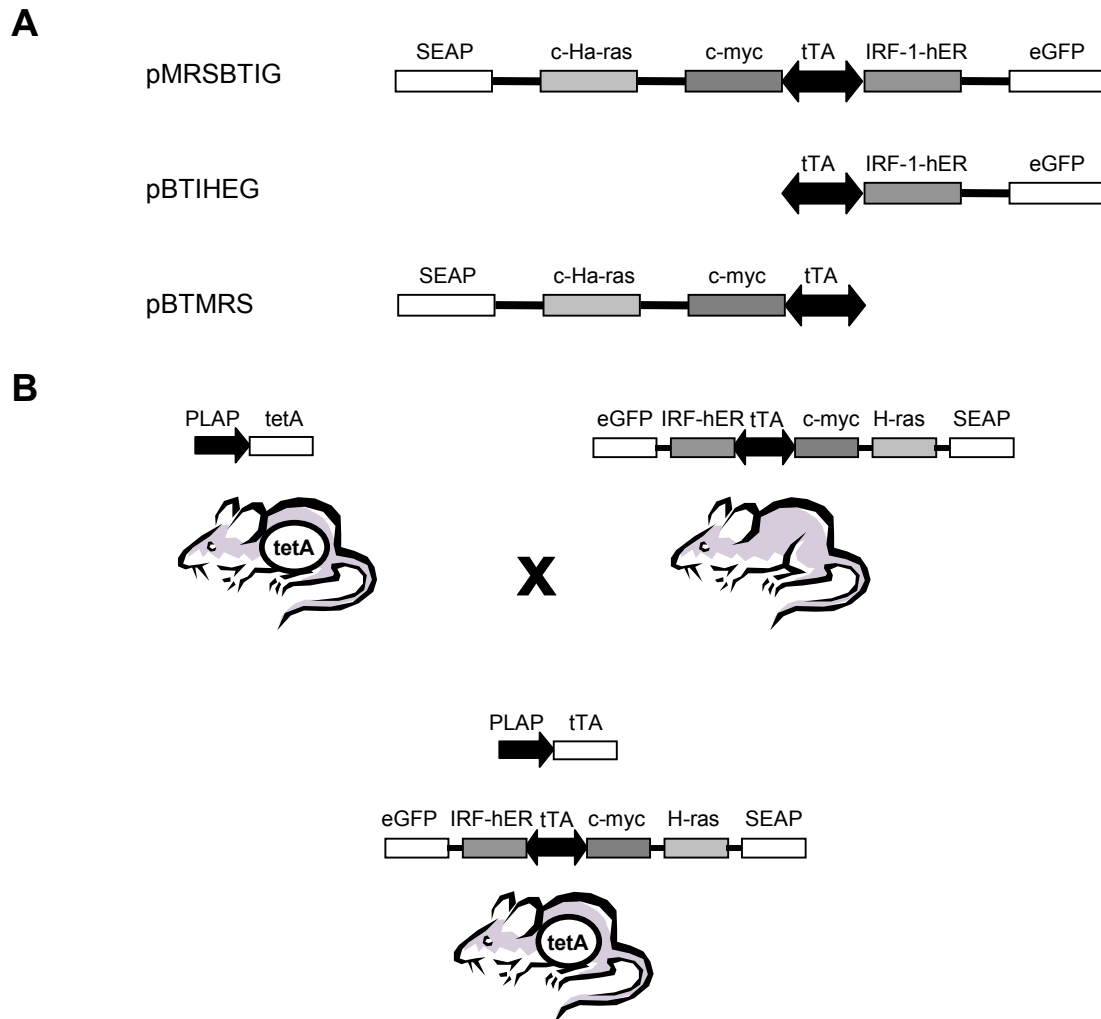 A
SEAP c-Ha-ras c-myc tTA IRF-1-hER eGFP
pMRSBTIG
tTA IRF-1-hER eGFP
pBTIHEG
SEAP c-Ha-ras c-myc tTA
pBTMRS
B
PLAP tetA
eGFP IRF-hER tTA c-myc H-ras SEAP
tetA
X
PLAP tTA
eGFP IRF-hER tTA c-myc H-ras SEAP
tetA